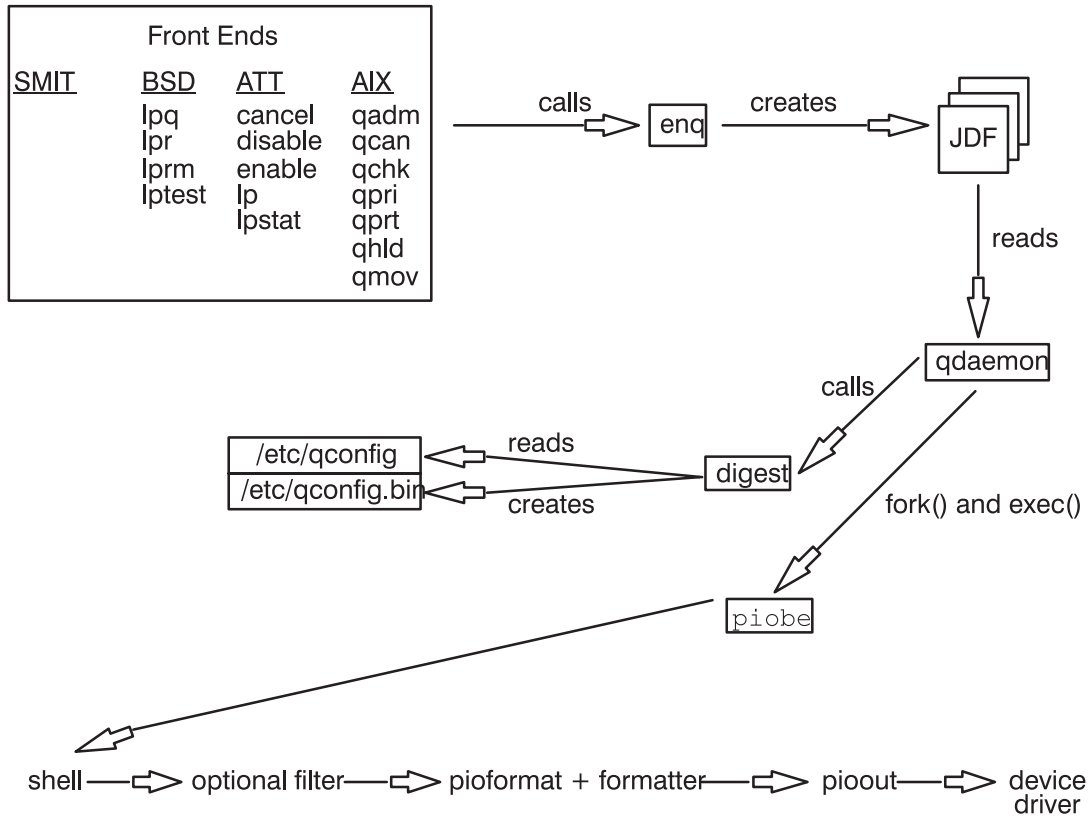 Front Ends
SMIT BSD ATT AIX
lpq cancel qadm
lpr disable qcan
lprm enable qchk
lptest lp qpri
lpstat qprt
qhld
qmov
calls
enq
creates
JDF
reads
qdaemon
calls
digest
reads
/etc/qconfig
/etc/qconfig.bin
creates
fork() and exec()
piobe
shell optional filter pioformat + formatter pioout device
driver